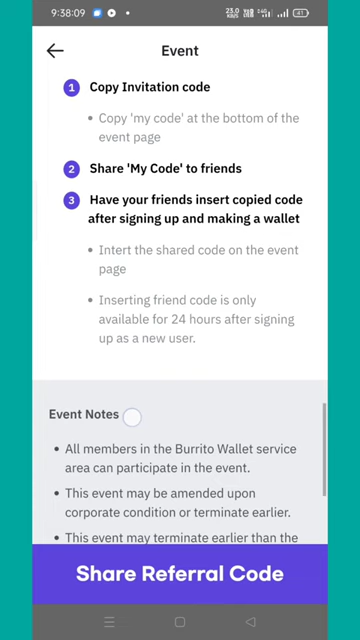 9:38:09
23.0
KB/S
41
Event
1 Copy Invitation code
• Copy 'my code' at the bottom of the
event page
2 Share 'My Code' to friends
3 Have your friends insert copied code
after signing up and making a wallet
• Intert the shared code on the event
page
• Inserting friend code is only
available for 24 hours after signing
up as a new user.
Event Notes
• All members in the Burrito Wallet service
area can participate in the event.
• This event may be amended upon
corporate condition or terminate earlier.
• This event may terminate earlier than the
Share Referral Code